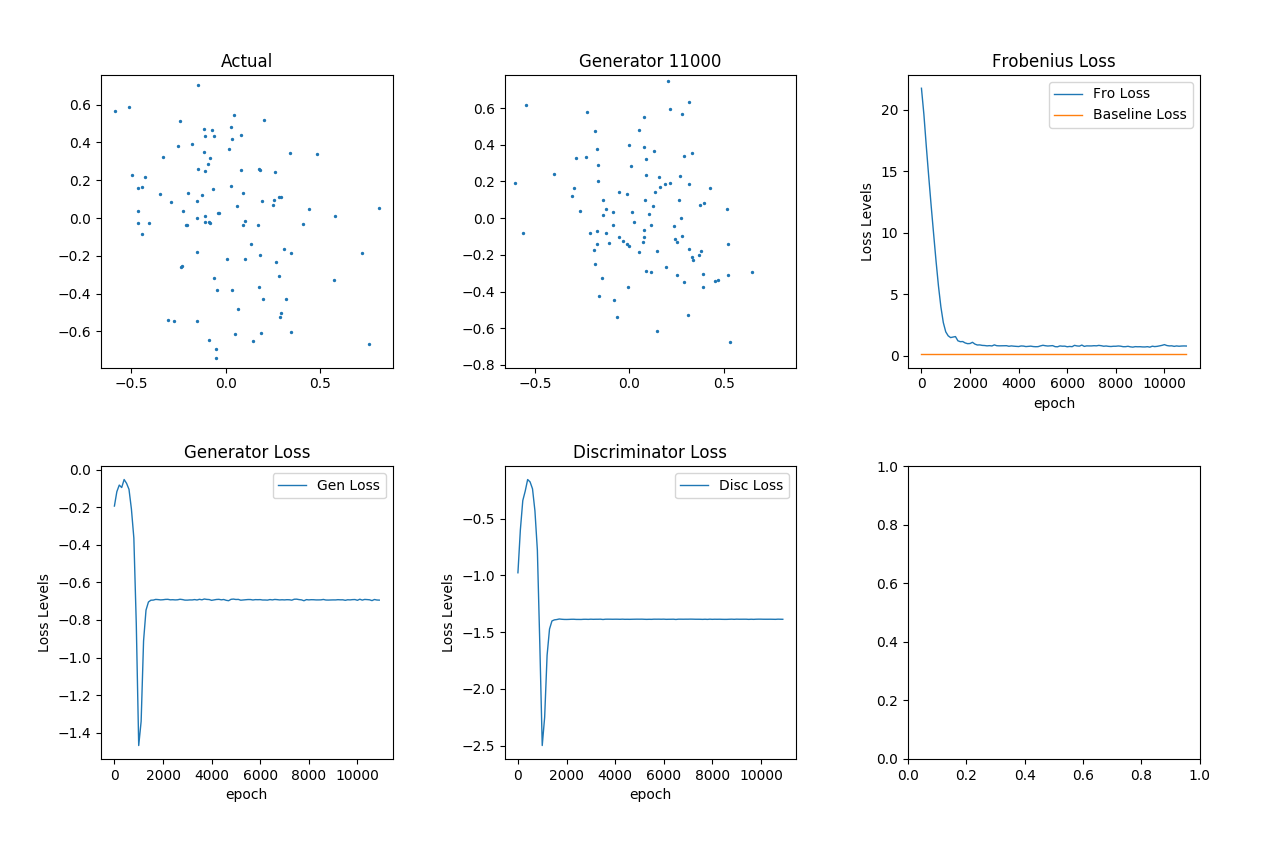 Actual
0.6
0.4
0.2
0.0
−0.2
−0.4
−0.6
−0.5 0.0 0.5
Generator 11000
0.6
0.4
0.2
0.0
−0.2
−0.4
−0.6
−0.8
−0.5 0.0 0.5
Frobenius Loss
Fro Loss
Baseline Loss
Loss Levels
20
15
10
5
0
0 2000 4000 6000 8000 10000
epoch
Generator Loss
Gen Loss
Loss Levels
0.0
−0.2
−0.4
−0.6
−0.8
−1.0
−1.2
−1.4
0 2000 4000 6000 8000 10000
epoch
Discriminator Loss
Disc Loss
Loss Levels
−0.5
−1.0
−1.5
−2.0
−2.5
0 2000 4000 6000 8000 10000
epoch
1.0
0.8
0.6
0.4
0.2
0.0
0.0 0.2 0.4 0.6 0.8 1.0